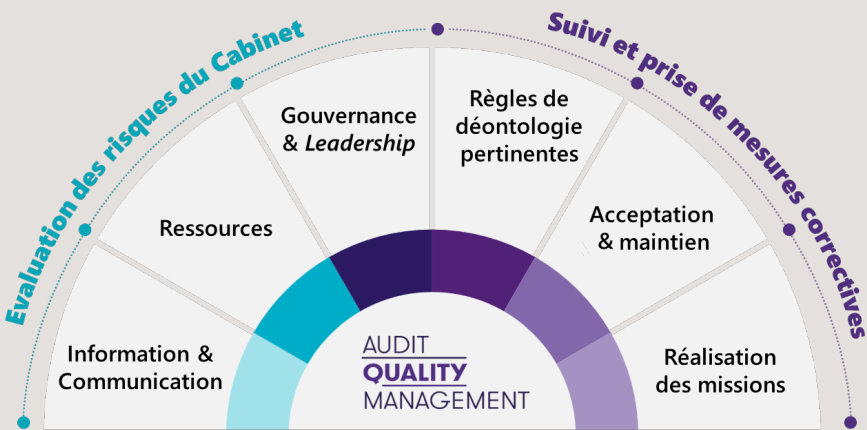 Evaluation des risques du Cabinet
Suivi et prise de mesures correctives
Gouvernance
& Leadership
Règles de
déontologie
pertinentes
Ressources
Acceptation
& maintien
Information &
Communication
Réalisation
des missions
AUDIT
QUALITY
MANAGEMENT